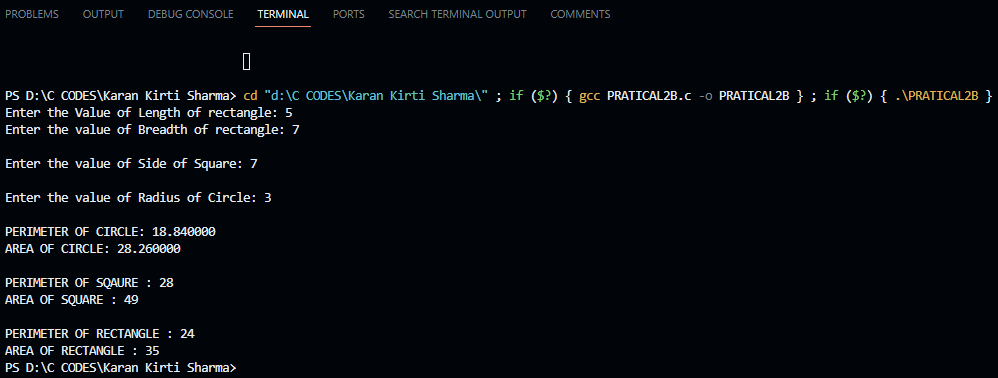 PROBLEMS OUTPUT DEBUG CONSOLE TERMINAL PORTS SEARCH TERMINAL OUTPUT COMMENTS
PS D:\C CODES\Karan Kirti Sharma> cd "d:\C CODES\Karan Kirti Sharma\" ; if ($?) { gcc PRATICAL2B.c -o PRATICAL2B } ; if ($?) { .\PRATICAL2B }
Enter the Value of Length of rectangle: 5
Enter the value of Breadth of rectangle: 7
Enter the value of Side of Square: 7
Enter the value of Radius of Circle: 3
PERIMETER OF CIRCLE: 18.840000
AREA OF CIRCLE: 28.260000
PERIMETER OF SQAURE : 28
AREA OF SQUARE : 49
PERIMETER OF RECTANGLE : 24
AREA OF RECTANGLE : 35
PS D:\C CODES\Karan Kirti Sharma>